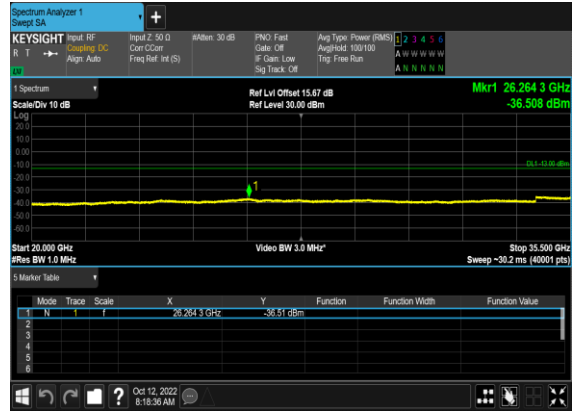 Spectrum Analyzer 1
Swept SA
KEYSIGHT Input: RF Input Z: 50 Ω #Atten: 30 dB PNO: Fast Avg Type: Power (RMS) 1 2 3 4 5 6
R T Coupling: DC Corr CCorr Gate: Off Avg|Hold: 100/100 A W W W W W
Align: Auto Freq Ref: Int (S) IF Gain: Low Trig: Free Run
Sig Track: Off A N N N N N
1 Spectrum Ref Lvl Offset 15.67 dB Mkr1 26.264 3 GHz
Scale/Div 10 dB Ref Level 30.00 dBm -36.508 dBm
Log
20.0
10.0
0.00
-10.0 DL1 -13.00 dBm
-20.0
-30.0 1
-40.0
-50.0
-60.0
Start 20.000 GHz Video BW 3.0 MHz* Stop 35.500 GHz
#Res BW 1.0 MHz Sweep ~30.2 ms (40001 pts)
5 Marker Table
Mode Trace Scale X Y Function Function Width Function Value
1 N 1 f 26.264 3 GHz -36.51 dBm
2
3
4
5
6
? Oct 12, 2022
8:18:36 AM